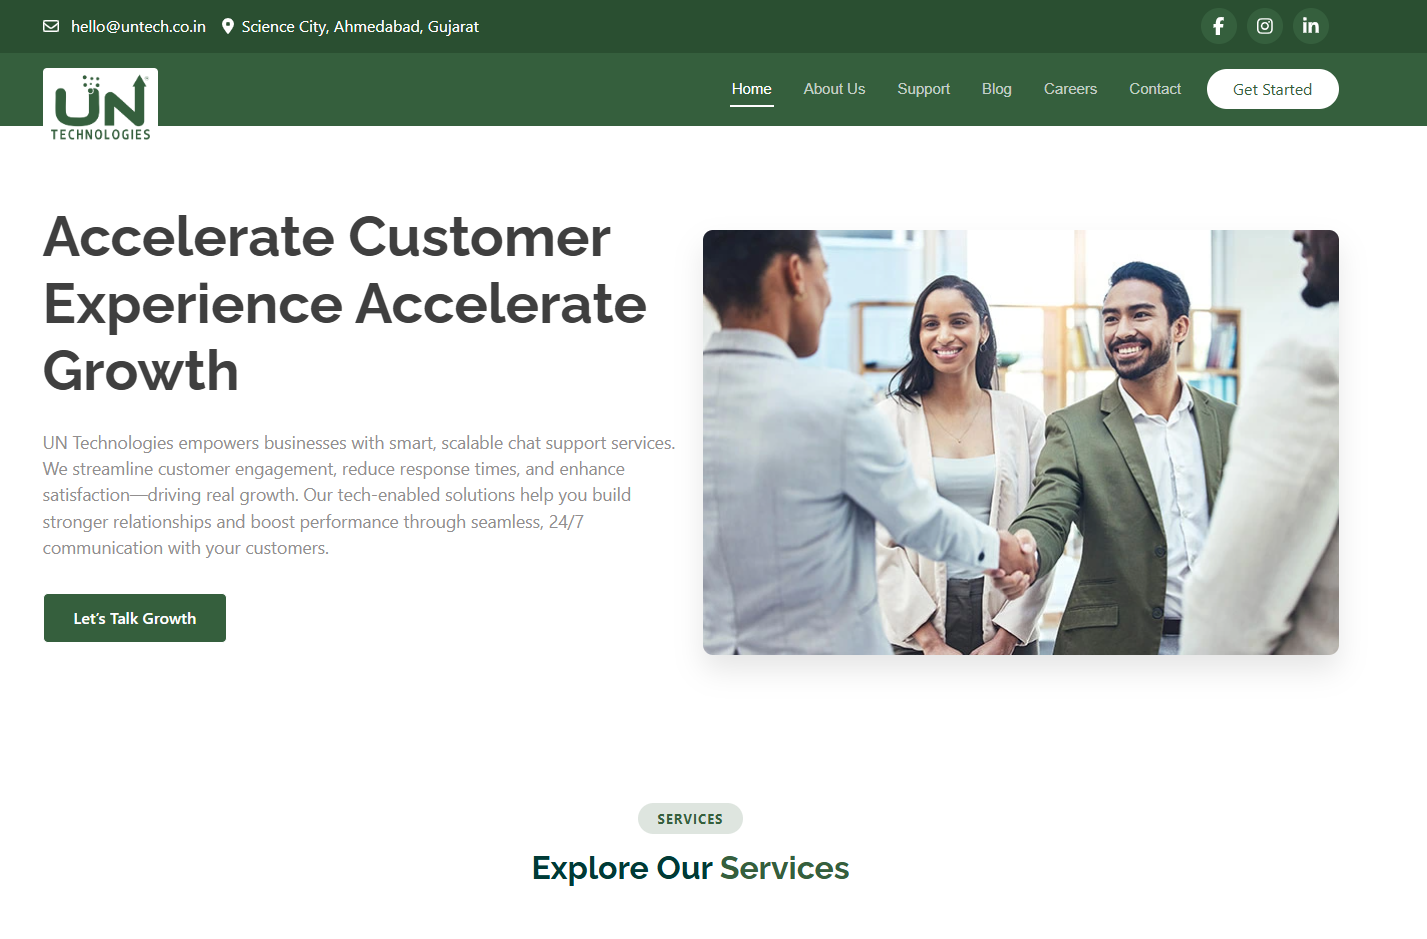 hello@untech.co.in
Science City, Ahmedabad, Gujarat
UN
TECHNOLOGIES
Home
About Us
Support
Blog
Careers
Contact
Get Started
Accelerate Customer
Experience Accelerate
Growth
UN Technologies empowers businesses with smart, scalable chat support services.
We streamline customer engagement, reduce response times, and enhance
satisfaction—driving real growth. Our tech-enabled solutions help you build
stronger relationships and boost performance through seamless, 24/7
communication with your customers.
Let’s Talk Growth
SERVICES
Explore Our Services